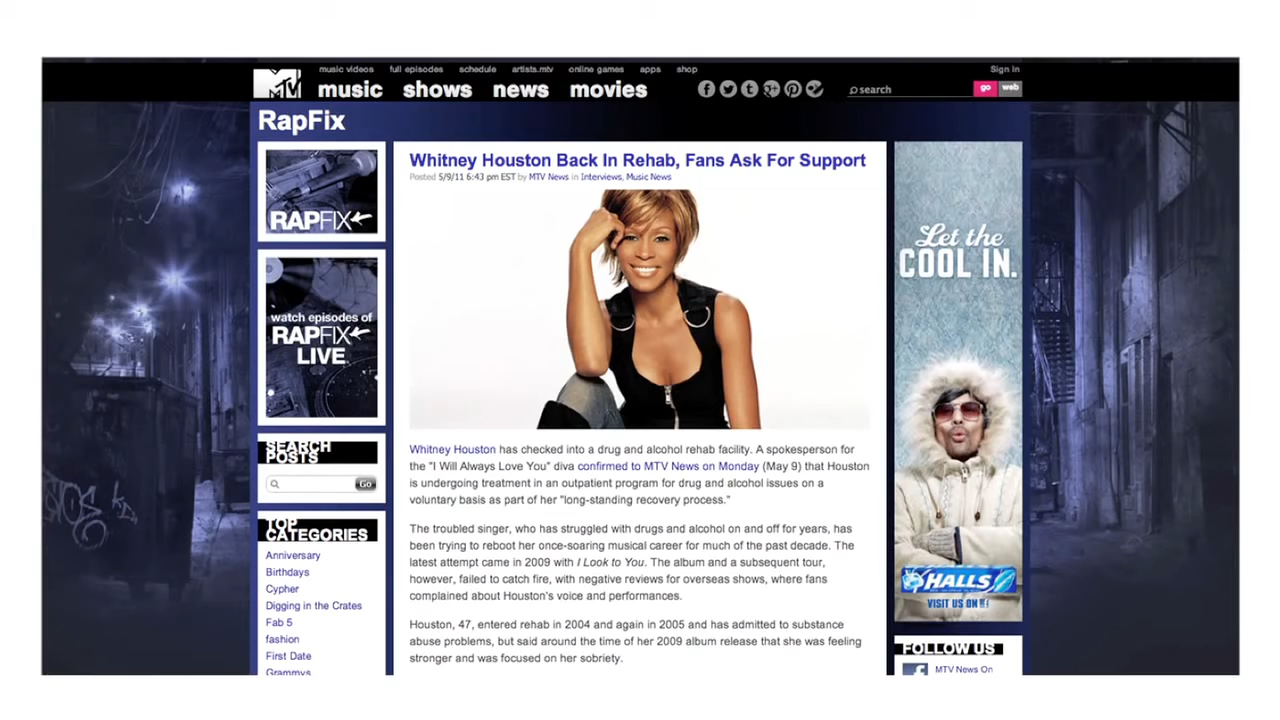 music videos full episodes schedule artists.mtv online games apps shop Sign In
MTV music shows news movies search go web
RapFix
RAPFIX
watch episodes of
RAPFIX
LIVE
SEARCH
POSTS
Go
TOP
CATEGORIES
Anniversary
Birthdays
Cypher
Digging in the Crates
Fab 5
fashion
First Date
Grammys
Whitney Houston Back In Rehab, Fans Ask For Support
Posted 5/9/11 6:43 pm EST by MTV News in Interviews, Music News
Whitney Houston has checked into a drug and alcohol rehab facility. A spokesperson for
the "I Will Always Love You" diva confirmed to MTV News on Monday (May 9) that Houston
is undergoing treatment in an outpatient program for drug and alcohol issues on a
voluntary basis as part of her "long-standing recovery process."
The troubled singer, who has struggled with drugs and alcohol on and off for years, has
been trying to reboot her once-soaring musical career for much of the past decade. The
latest attempt came in 2009 with I Look to You. The album and a subsequent tour,
however, failed to catch fire, with negative reviews for overseas shows, where fans
complained about Houston's voice and performances.
Houston, 47, entered rehab in 2004 and again in 2005 and has admitted to substance
abuse problems, but said around the time of her 2009 album release that she was feeling
stronger and was focused on her sobriety.
Let the
COOL IN.
HALLS
VISIT US ON
FOLLOW US
MTV News On